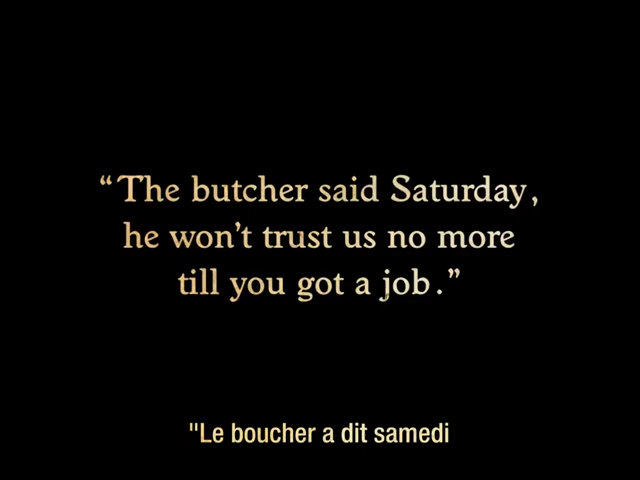 “The butcher said Saturday,
he won’t trust us no more
till you got a job.”
"Le boucher a dit samedi